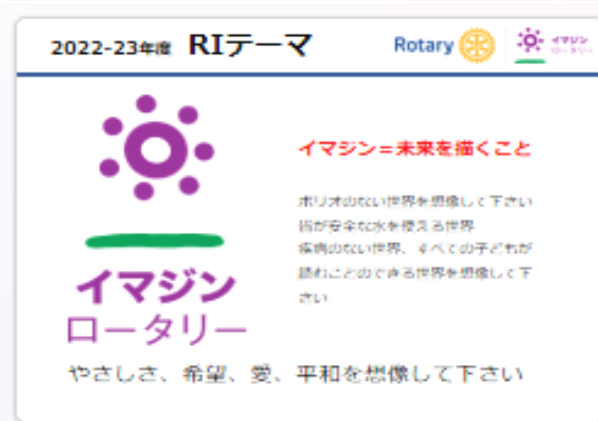 2022-23年度 RIテーマ
Rotary
イマジン
ロータリー
イマジン＝未来を描くこと
ポリオのない世界を想像して下さい
皆が安全な水を使える世界
疾病のない世界、すべての子どもが
読むことのできる世界を想像して下
さい
イマジン
ロータリー
やさしさ、希望、愛、平和を想像して下さい